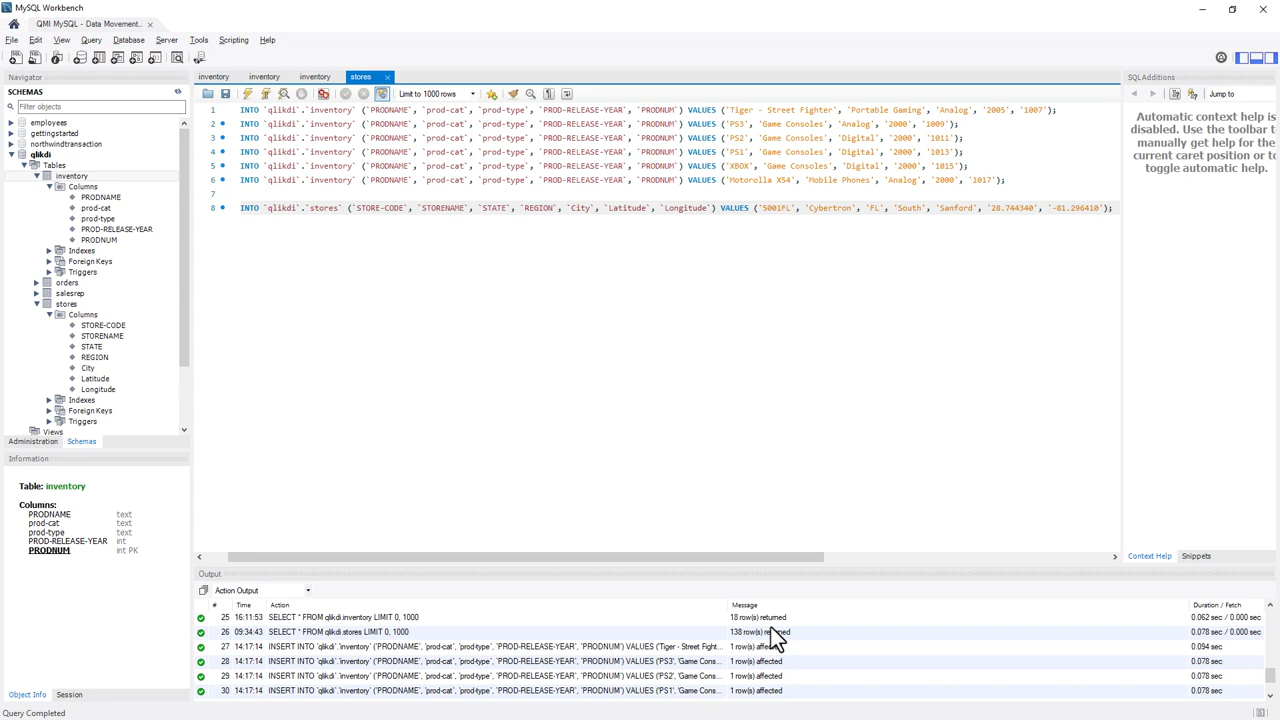 MySQL Workbench
QMI MySQL - Data Movement..
File Edit View Query Database Server Tools Scripting Help
Navigator
SCHEMAS
Filter objects
employees
gettingstarted
northwindtransaction
qlikdi
Tables
inventory
Columns
PRODNAME
prod-cat
prod-type
PROD-RELEASE-YEAR
PRODNUM
Indexes
Foreign Keys
Triggers
orders
salesrep
stores
Columns
STORE-CODE
STORENAME
STATE
REGION
City
Latitude
Longitude
Indexes
Foreign Keys
Triggers
Views
Administration Schemas
Information
Table: inventory
Columns:
PRODNAME text
prod-cat text
prod-type text
PROD-RELEASE-YEAR int
PRODNUM int PK
Object Info Session
Query Completed
inventory inventory inventory stores
Limit to 1000 rows
1 INTO `qlikdi`.`inventory` (`PRODNAME`, `prod-cat`, `prod-type`, `PROD-RELEASE-YEAR`, `PRODNUM`) VALUES ('Tiger - Street Fighter', 'Portable Gaming', 'Analog', '2005', '1007');
2 INTO `qlikdi`.`inventory` (`PRODNAME`, `prod-cat`, `prod-type`, `PROD-RELEASE-YEAR`, `PRODNUM`) VALUES ('PS3', 'Game Consoles', 'Analog', '2000', '1009');
3 INTO `qlikdi`.`inventory` (`PRODNAME`, `prod-cat`, `prod-type`, `PROD-RELEASE-YEAR`, `PRODNUM`) VALUES ('PS2', 'Game Consoles', 'Digital', '2000', '1011');
4 INTO `qlikdi`.`inventory` (`PRODNAME`, `prod-cat`, `prod-type`, `PROD-RELEASE-YEAR`, `PRODNUM`) VALUES ('PS1', 'Game Consoles', 'Digital', '2000', '1013');
5 INTO `qlikdi`.`inventory` (`PRODNAME`, `prod-cat`, `prod-type`, `PROD-RELEASE-YEAR`, `PRODNUM`) VALUES ('XBOX', 'Game Consoles', 'Digital', '2000', '1015');
6 INTO `qlikdi`.`inventory` (`PRODNAME`, `prod-cat`, `prod-type`, `PROD-RELEASE-YEAR`, `PRODNUM`) VALUES ('Motorolla X54', 'Mobile Phones', 'Analog', '2000', '1017');
7
8 INTO `qlikdi`.`stores` (`STORE-CODE`, `STORENAME`, `STATE`, `REGION`, `City`, `Latitude`, `Longitude`) VALUES ('5001FL', 'Cybertron', 'FL', 'South', 'Sanford', '28.744340', '-81.296410');
SQL Additions
Jump to
Automatic context help is
disabled. Use the toolbar to
manually get help for the
current caret position or to
toggle automatic help.
Context Help Snippets
Output
Action Output
# Time Action Message Duration / Fetch
25 16:11:53 SELECT * FROM qlikdi.inventory LIMIT 0, 1000 18 row(s) returned 0.062 sec / 0.000 sec
26 09:34:43 SELECT * FROM qlikdi.stores LIMIT 0, 1000 138 row(s) returned 0.078 sec / 0.000 sec
27 14:17:14 INSERT INTO `qlikdi`.`inventory` (`PRODNAME`, `prod-cat`, `prod-type`, `PROD-RELEASE-YEAR`, `PRODNUM`) VALUES ('Tiger - Street Fight... 1 row(s) affected 0.094 sec
28 14:17:14 INSERT INTO `qlikdi`.`inventory` (`PRODNAME`, `prod-cat`, `prod-type`, `PROD-RELEASE-YEAR`, `PRODNUM`) VALUES ('PS3', 'Game Cons... 1 row(s) affected 0.078 sec
29 14:17:14 INSERT INTO `qlikdi`.`inventory` (`PRODNAME`, `prod-cat`, `prod-type`, `PROD-RELEASE-YEAR`, `PRODNUM`) VALUES ('PS2', 'Game Cons... 1 row(s) affected 0.078 sec
30 14:17:14 INSERT INTO `qlikdi`.`inventory` (`PRODNAME`, `prod-cat`, `prod-type`, `PROD-RELEASE-YEAR`, `PRODNUM`) VALUES ('PS1', 'Game Cons... 1 row(s) affected 0.078 sec